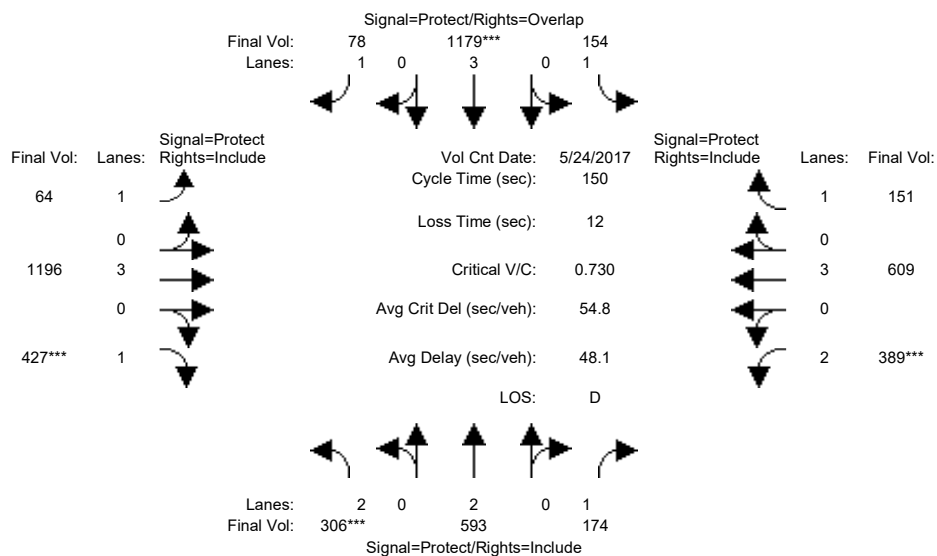 Signal=Protect/Rights=Overlap
Final Vol: 78 1179*** 154
Lanes: 1 0 3 0 1
Signal=Protect Signal=Protect
Final Vol: Lanes: Rights=Include Vol Cnt Date: 5/24/2017 Rights=Include Lanes: Final Vol:
Cycle Time (sec): 150
64 1 1 151
Loss Time (sec): 12
0 0
1196 3 Critical V/C: 0.730 3 609
0 Avg Crit Del (sec/veh): 54.8 0
427*** 1 Avg Delay (sec/veh): 48.1 2 389***
LOS: D
Lanes: 2 0 2 0 1
Final Vol: 306*** 593 174
Signal=Protect/Rights=Include